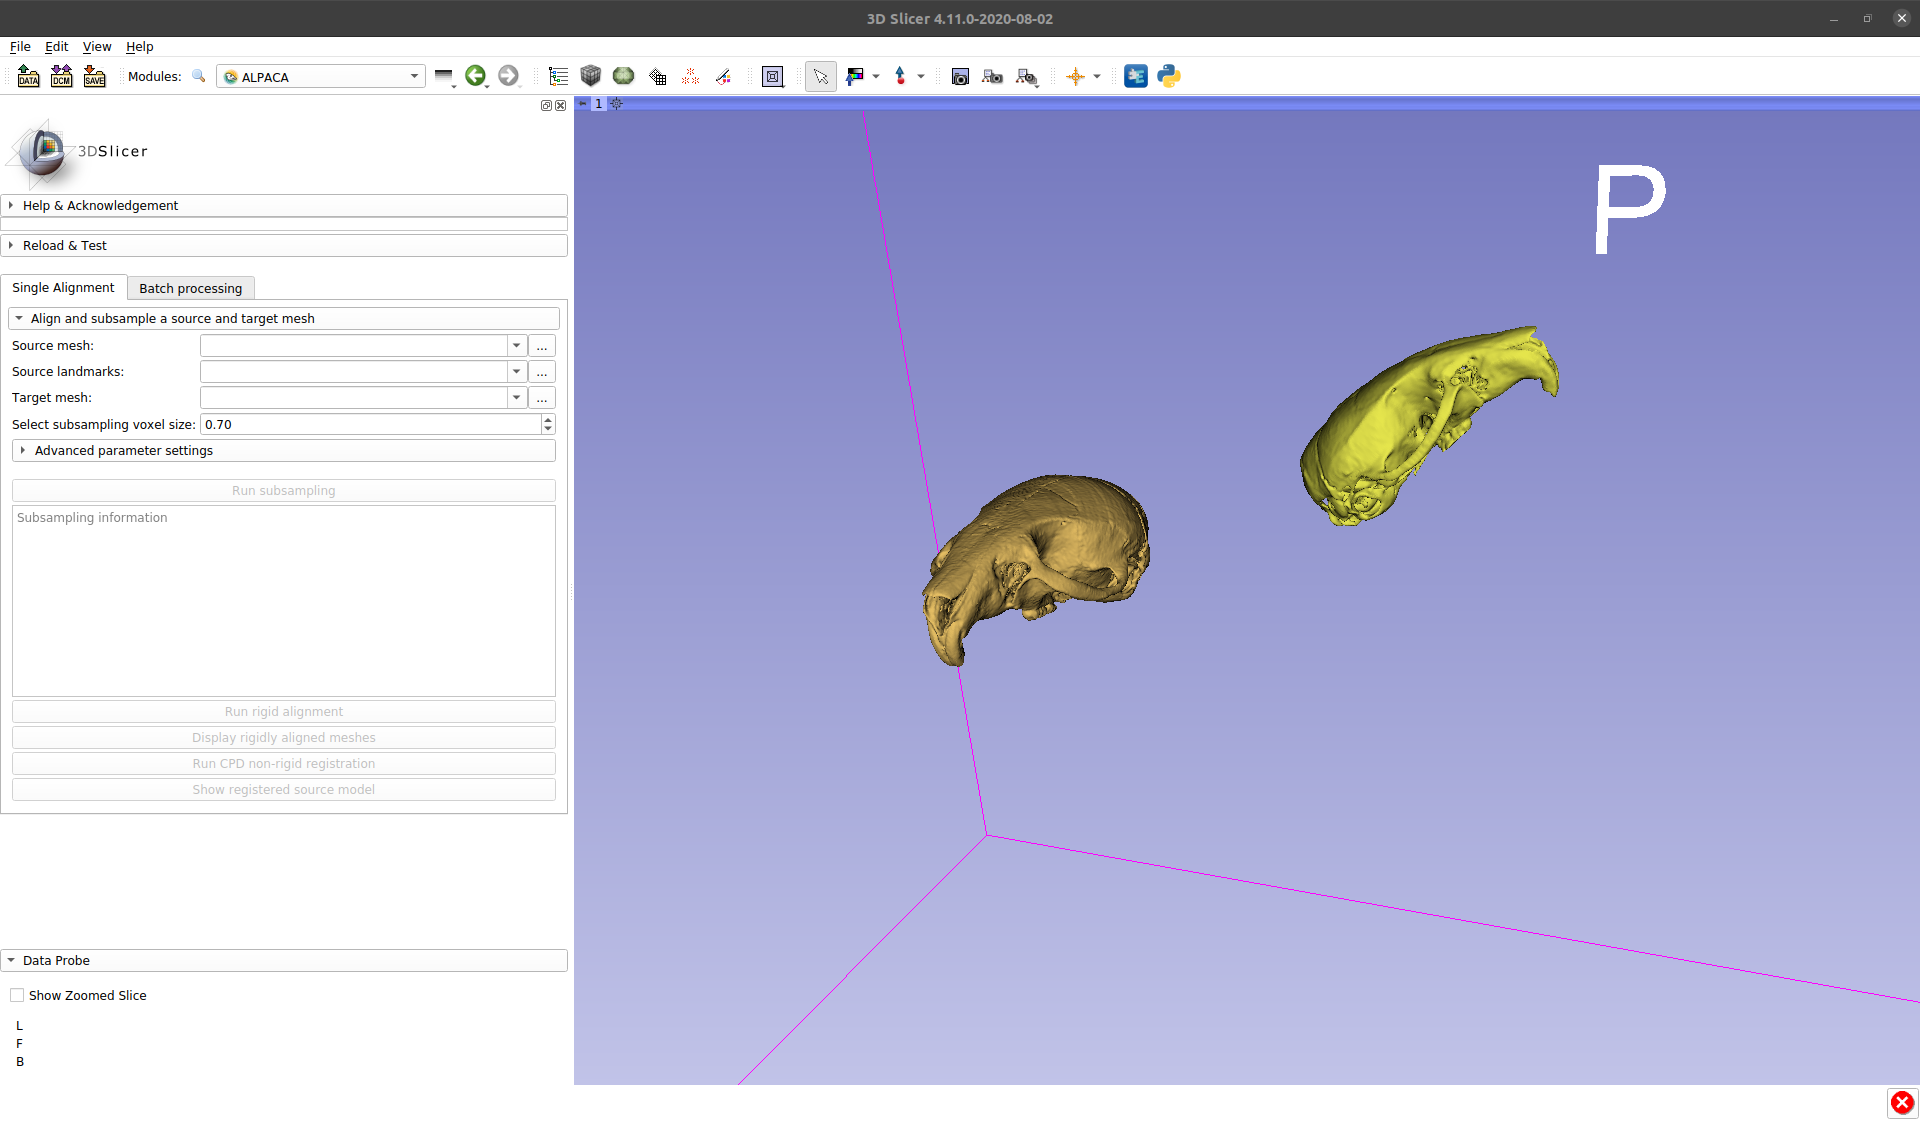 3D Slicer 4.11.0-2020-08-02
File Edit View Help
DATA DCM SAVE Modules: ALPACA
1
3DSlicer
Help & Acknowledgement
Reload & Test
Single Alignment Batch processing
Align and subsample a source and target mesh
Source mesh: ...
Source landmarks: ...
Target mesh: ...
Select subsampling voxel size: 0.70
Advanced parameter settings
Run subsampling
Subsampling information
Run rigid alignment
Display rigidly aligned meshes
Run CPD non-rigid registration
Show registered source model
Data Probe
Show Zoomed Slice
L
F
B
P